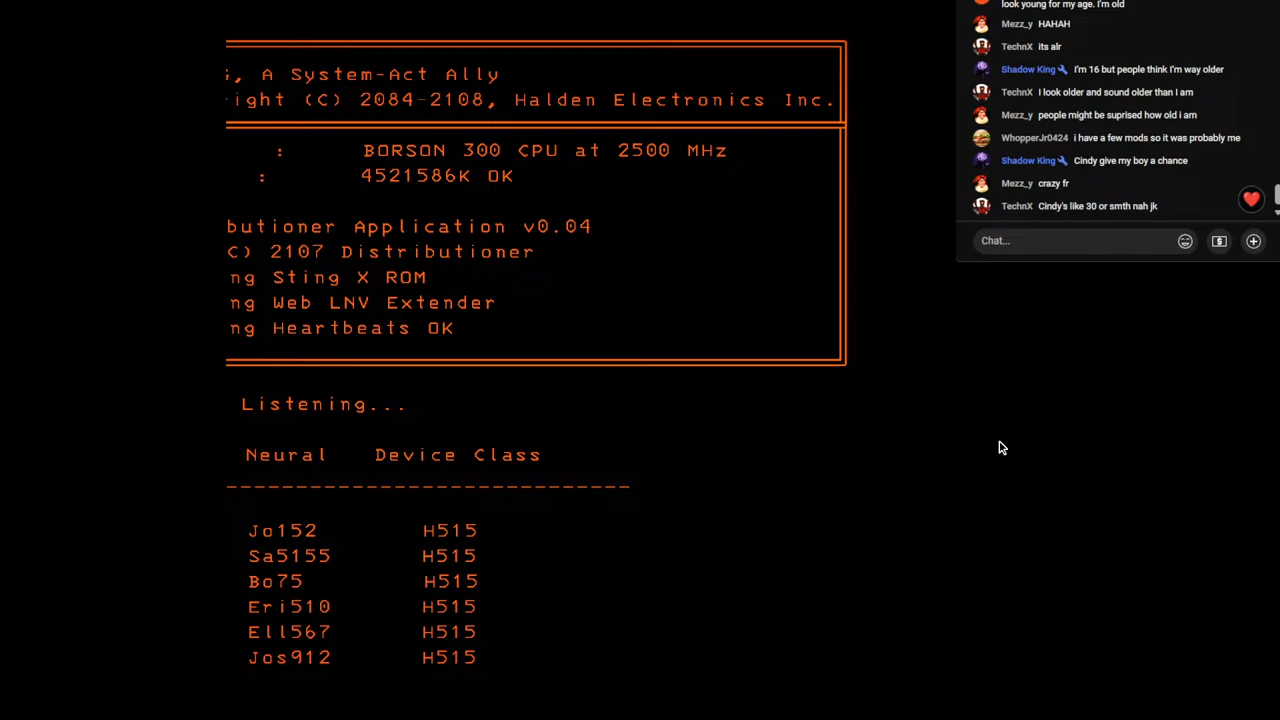 G, A System-Act Ally
right (C) 2084-2108, Halden Electronics Inc.
: BORSON 300 CPU at 2500 MHz
: 4521586K OK
butioner Application v0.04
C) 2107 Distributioner
ng Sting X ROM
ng Web LNV Extender
ng Heartbeats OK
Listening...
Neural Device Class
------------------------------
Jo152 H515
Sa5155 H515
Bo75 H515
Eri510 H515
Ell567 H515
Jos912 H515
look young for my age. I'm old
Mezz_y HAHAH
TechnX its alr
Shadow King I'm 16 but people think I'm way older
TechnX I look older and sound older than I am
Mezz_y people might be suprised how old i am
WhopperJr0424 i have a few mods so it was probably me
Shadow King Cindy give my boy a chance
Mezz_y crazy fr
TechnX Cindy's like 30 or smth nah jk
Chat...